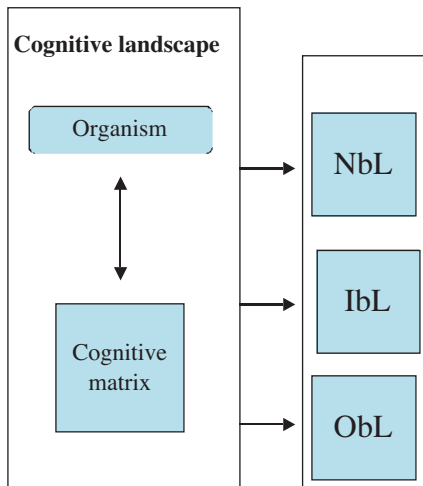 Cognitive landscape
Organism
Cognitive
matrix
NbL
IbL
ObL